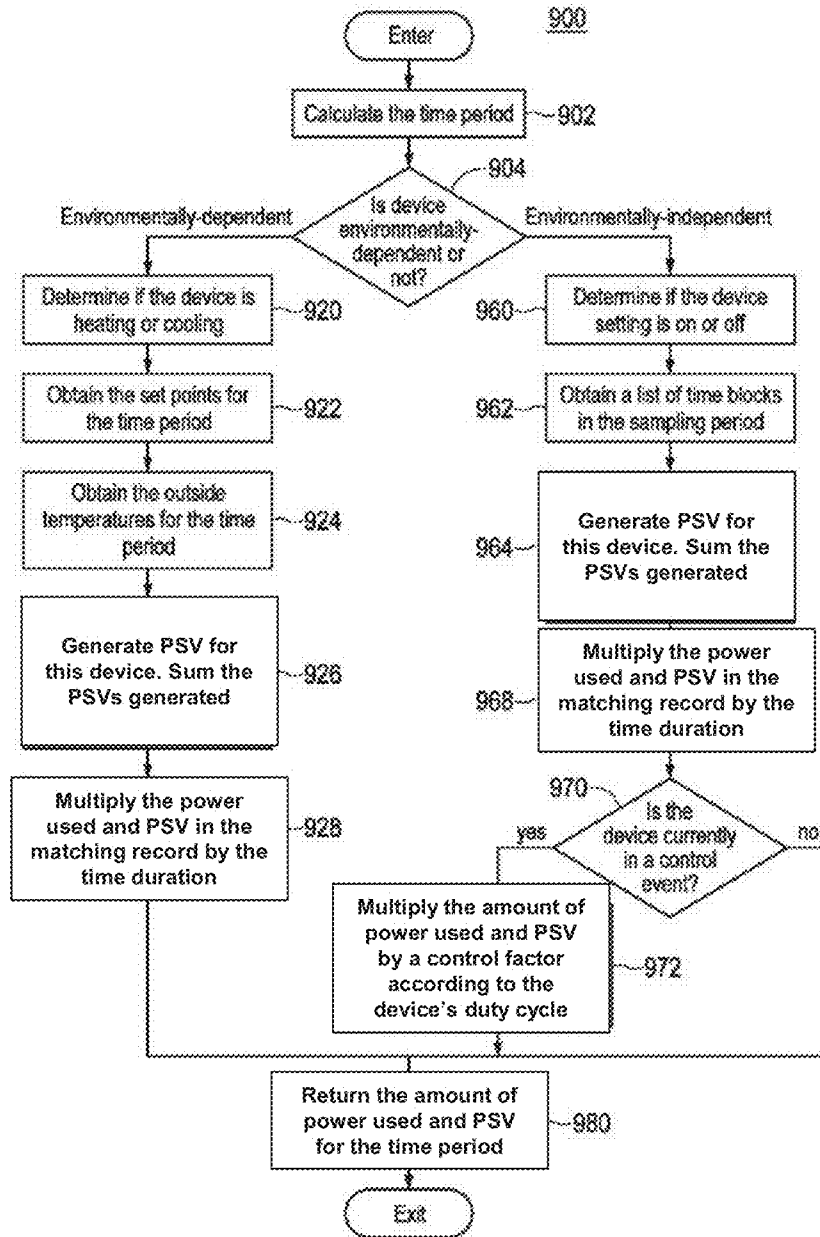 900
Enter
Calculate the time period
902
904
Is device
environmentally-
dependent or
not?
Environmentally-dependent
Environmentally-independent
Determine if the device is
heating or cooling
920
Obtain the set points for
the time period
922
Obtain the outside
temperatures for the time
period
924
Generate PSV for
this device. Sum the
PSVs generated
926
Multiply the power
used and PSV in the
matching record by the
time duration
928
960
Determine if the device
setting is on or off
962
Obtain a list of time blocks
in the sampling period
964
Generate PSV for
this device. Sum the
PSVs generated
968
Multiply the power
used and PSV in the
matching record by the
time duration
970
Is the
device currently
in a control
event?
yes
no
Multiply the amount of
power used and PSV
by a control factor
according to the
device's duty cycle
972
Return the amount of
power used and PSV
for the time period
980
Exit